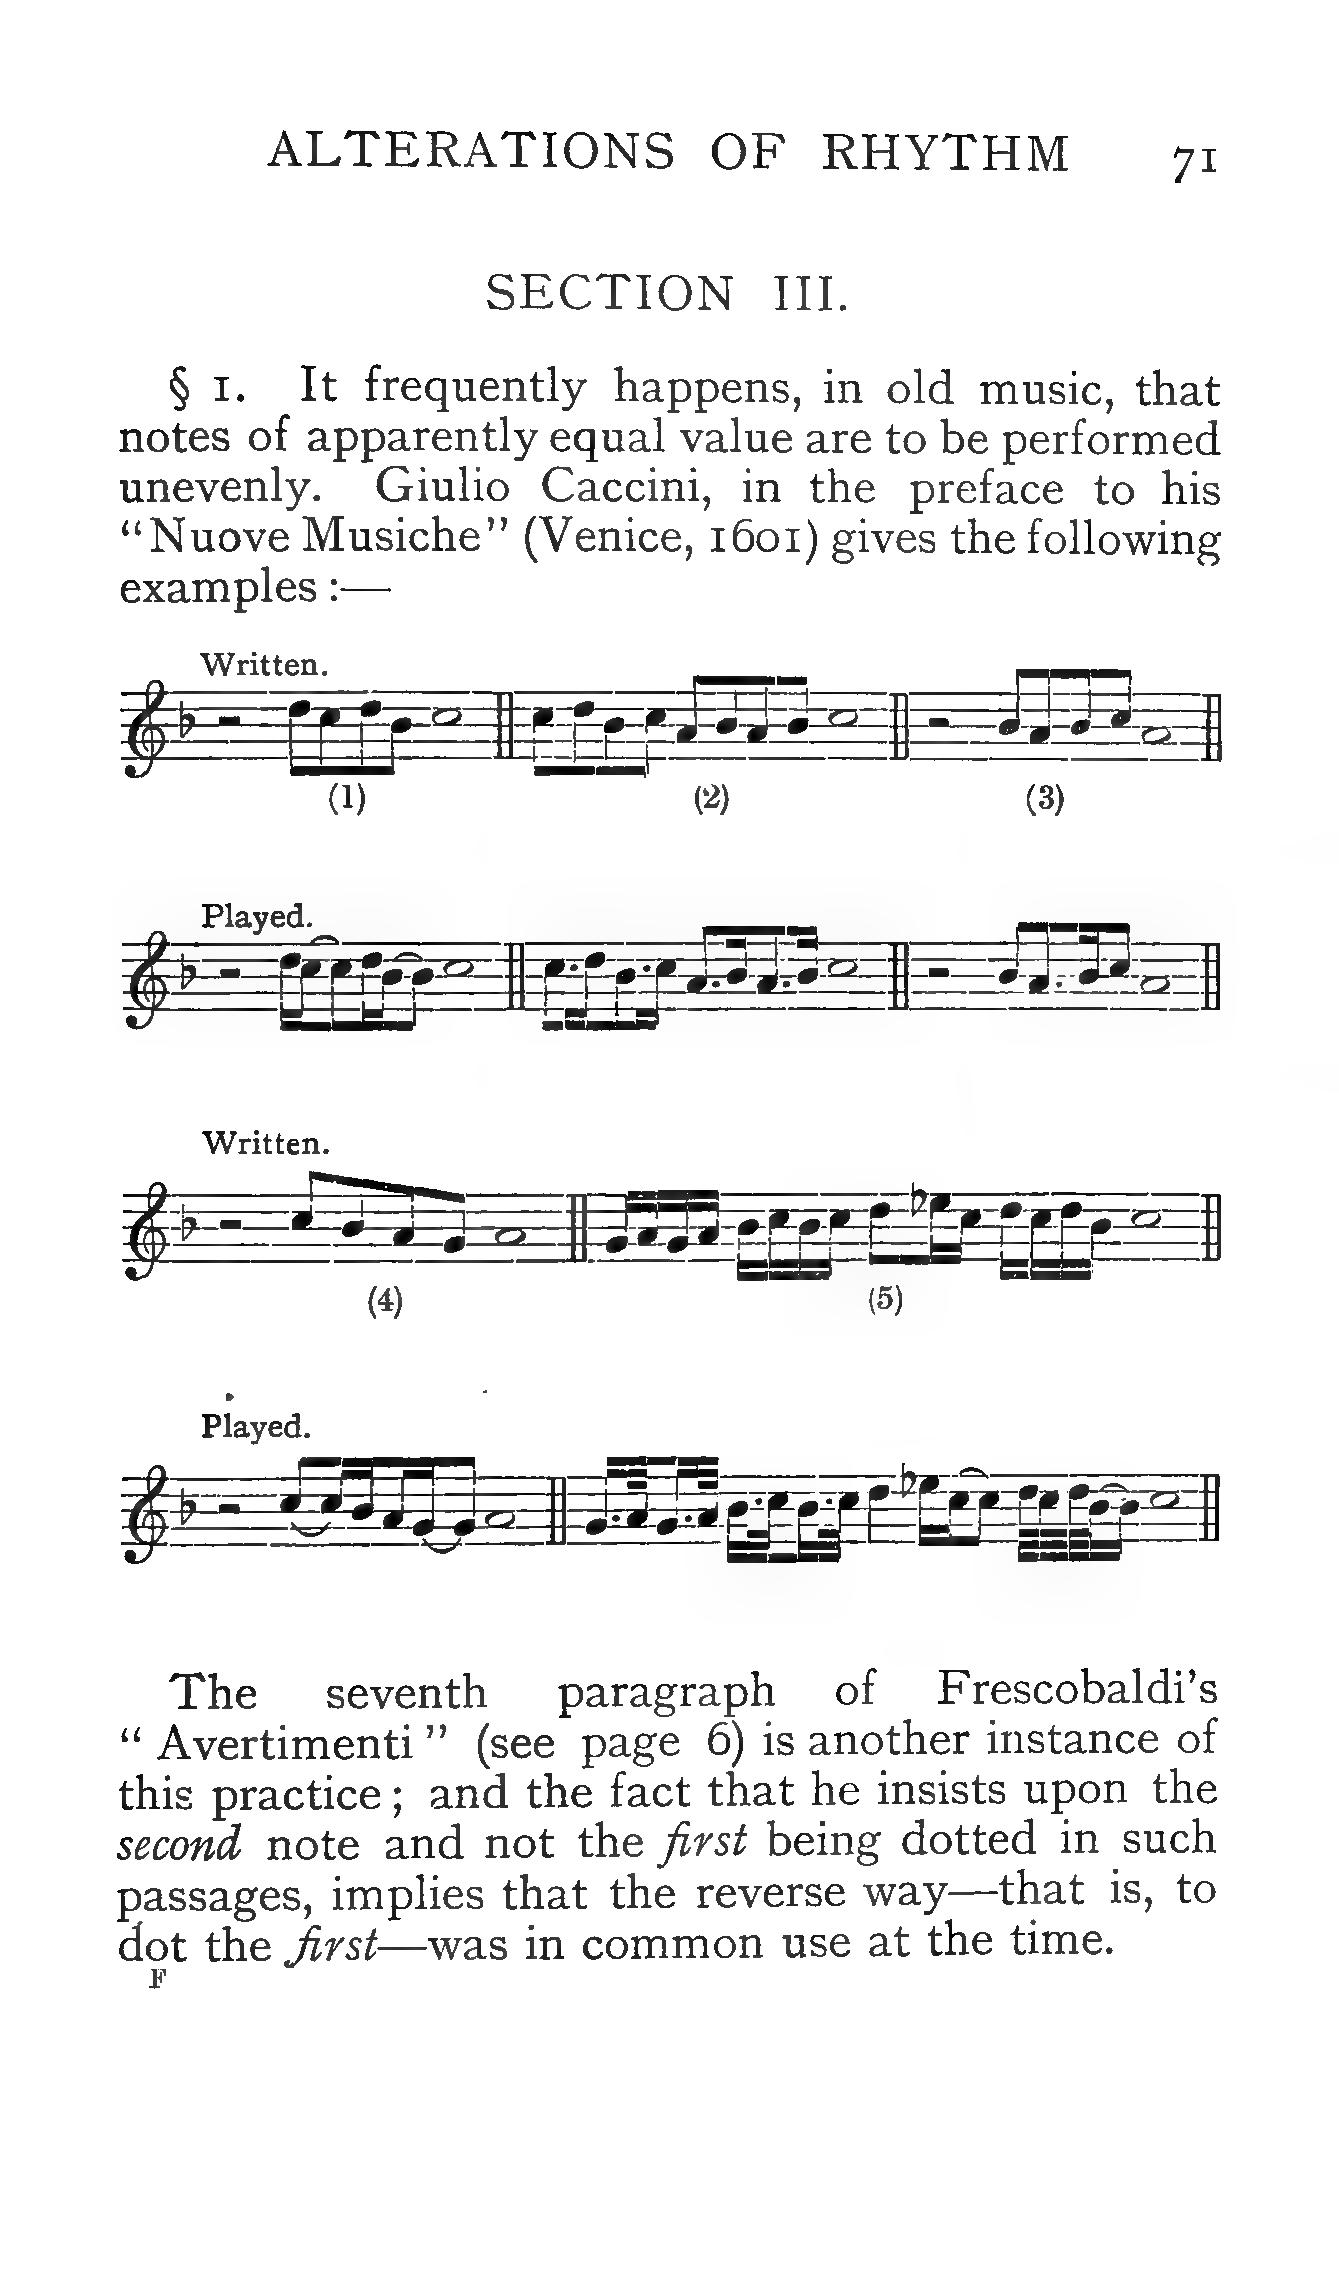 ALTERATIONS OF RHYTHM 71
SECTION III.
§ 1. It frequently happens, in old music, that
notes of apparently equal value are to be performed
unevenly. Giulio Caccini, in the preface to his
“Nuove Musiche” (Venice, 1601) gives the following
examples :—
Written.
(1) (2) (3)
Played.
Written.
(4) (5)
Played.
The seventh paragraph of Frescobaldi’s
“ Avertimenti ” (see page 6) is another instance of
this practice ; and the fact that he insists upon the
second note and not the first being dotted in such
passages, implies that the reverse way—that is, to
dot the first—was in common use at the time.
F